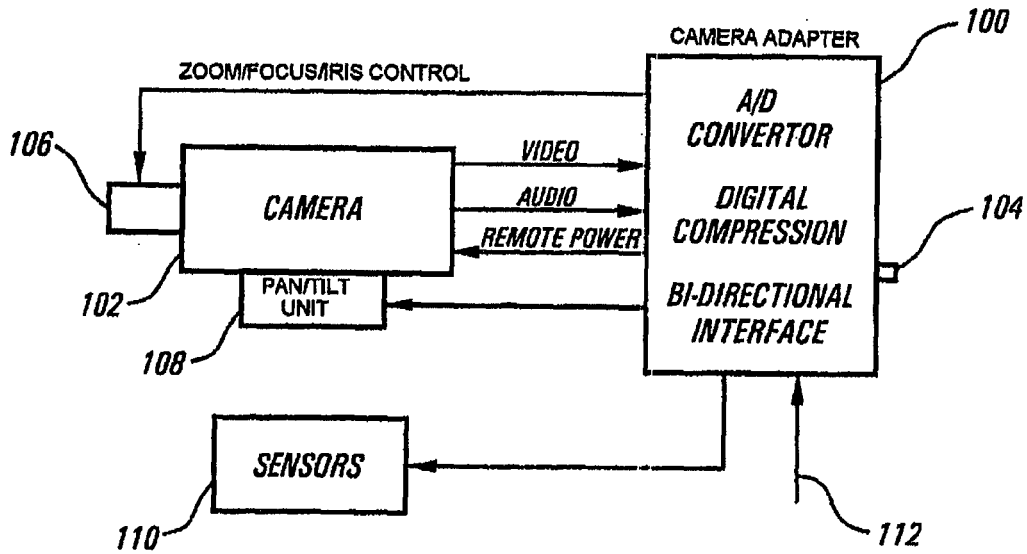 100
CAMERA ADAPTER
ZOOM/FOCUS/IRIS CONTROL
A/D
CONVERTOR
106
VIDEO
CAMERA
AUDIO
DIGITAL
COMPRESSION
104
REMOTE POWER
102
PAN/TILT
UNIT
BI-DIRECTIONAL
INTERFACE
108
SENSORS
110
112